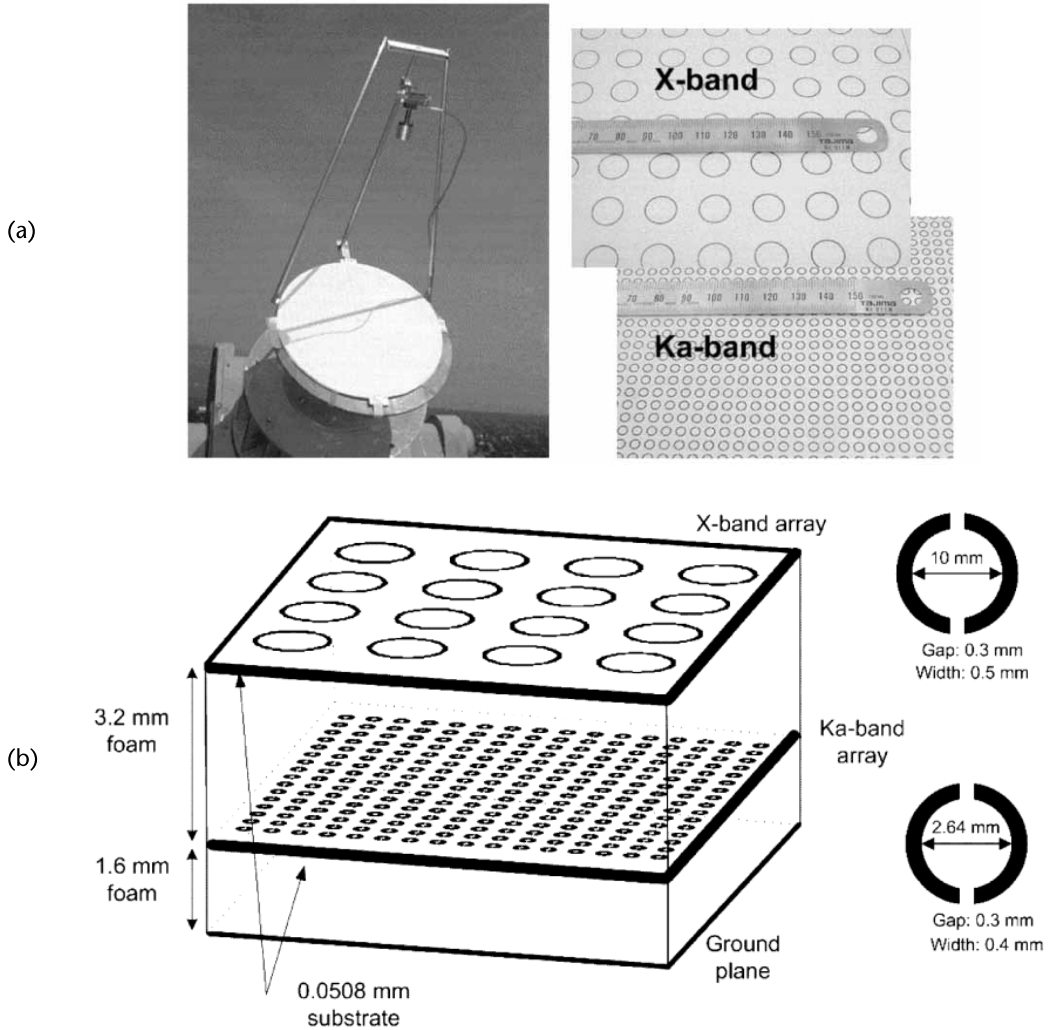 (a)
X-band
70 80 90 100 110 120 130 140 150
TAJIMA
70 80 90 100 110 120 130 140 150
TAJIMA
Ka-band
(b)
X-band array
10 mm
Gap: 0.3 mm
Width: 0.5 mm
3.2 mm
foam
Ka-band
array
2.64 mm
1.6 mm
foam
Gap: 0.3 mm
Width: 0.4 mm
Ground
plane
0.0508 mm
substrate